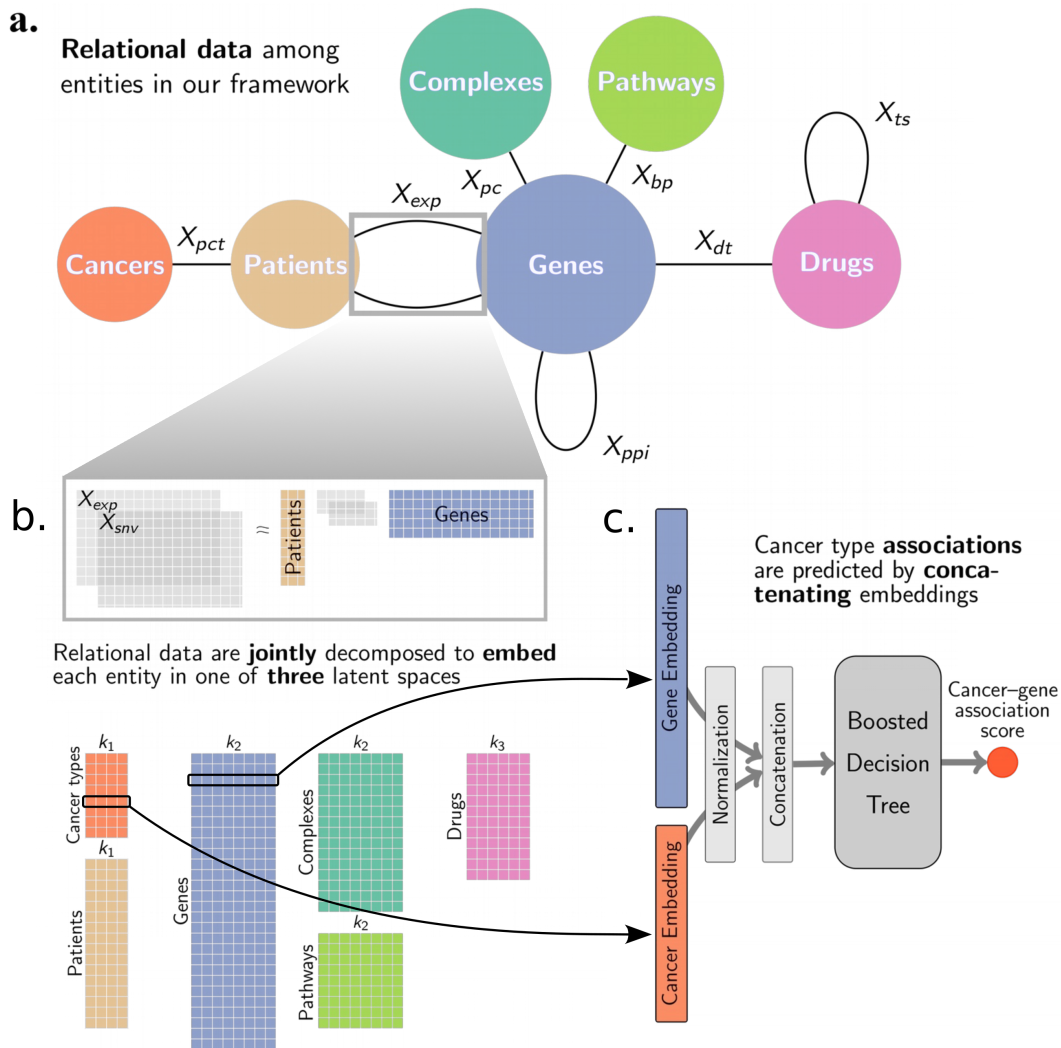 a.
Relational data among
entities in our framework
Complexes
Pathways
X_ts
X_exp
X_pc
X_bp
X_pct
X_dt
Cancers
Patients
Genes
Drugs
X_ppi
b.
X_exp
X_snv
≈
Patients
Genes
c.
Cancer type associations
are predicted by conca-
tenating embeddings
Relational data are jointly decomposed to embed
each entity in one of three latent spaces
k_1
Cancer types
k_1
Patients
k_2
Genes
k_2
Complexes
k_2
Pathways
k_3
Drugs
Gene Embedding
Cancer Embedding
Normalization
Concatenation
Boosted
Decision
Tree
Cancer–gene
association
score